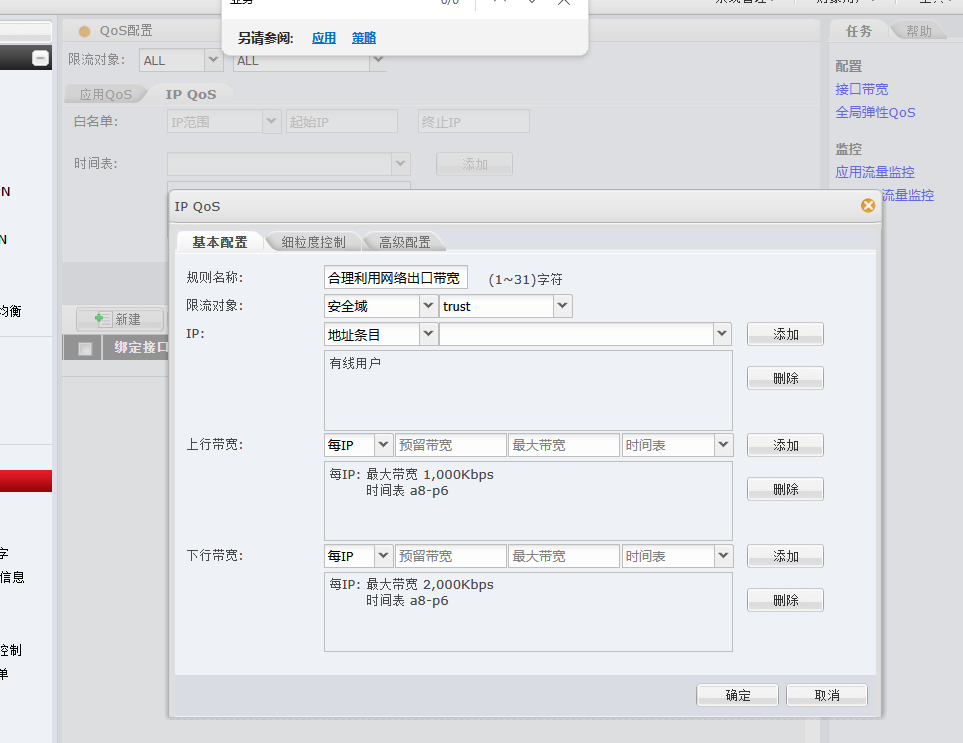 0/0
另请参阅: 应用 策略
QoS配置
限流对象: ALL ALL
应用QoS IP QoS
白名单: IP范围 起始IP 终止IP
时间表: 添加
任务 帮助
配置
接口带宽
全局弹性QoS
监控
应用流量监控
流量监控
N
N
均衡
字
信息
控制
单
新建
绑定接口
IP QoS
基本配置 细粒度控制 高级配置
规则名称: 合理利用网络出口带宽 (1~31)字符
限流对象: 安全域 trust
IP: 地址条目 添加
有线用户
删除
上行带宽: 每IP 预留带宽 最大带宽 时间表 添加
每IP: 最大带宽 1,000Kbps
时间表 a8-p6
删除
下行带宽: 每IP 预留带宽 最大带宽 时间表 添加
每IP: 最大带宽 2,000Kbps
时间表 a8-p6
删除
确定 取消